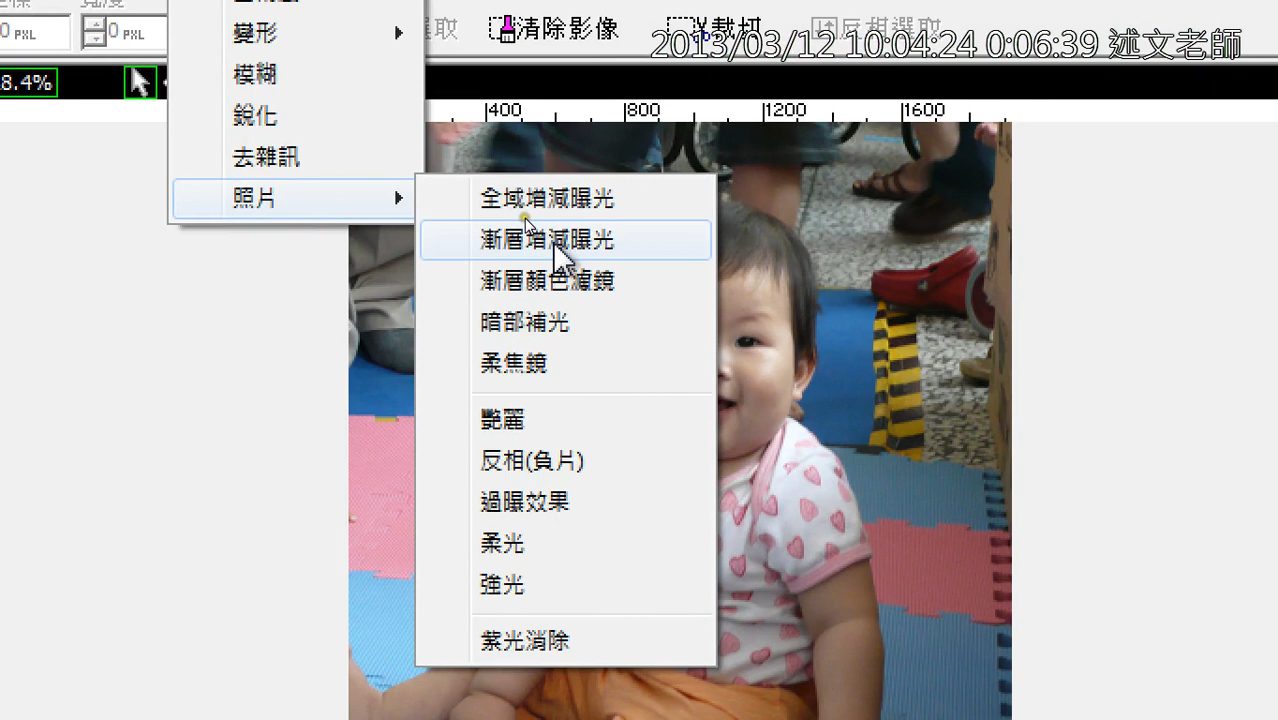 0 PXL
0 PXL
清除影像
裁切
反相選取
2013/03/12 10:04:24 0:06:39 述文老師
8.4%
變形
模糊
銳化
去雜訊
照片
400
800
1200
1600
全域增減曝光
漸層增減曝光
漸層顏色濾鏡
暗部補光
柔焦鏡
艷麗
反相(負片)
過曝效果
柔光
強光
紫光消除